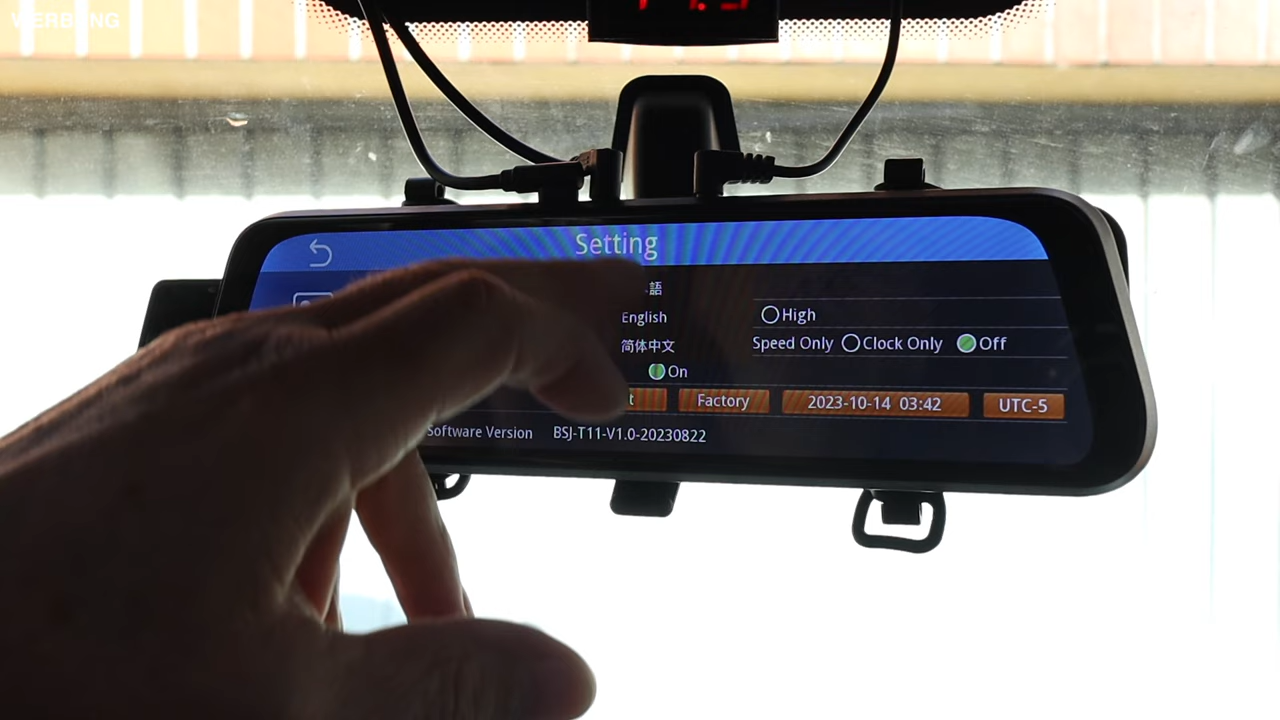 WERBUNG
Setting
語
English
High
简体中文
Speed Only Clock Only Off
On
t Factory 2023-10-14 03:42 UTC-5
Software Version BSJ-T11-V1.0-20230822